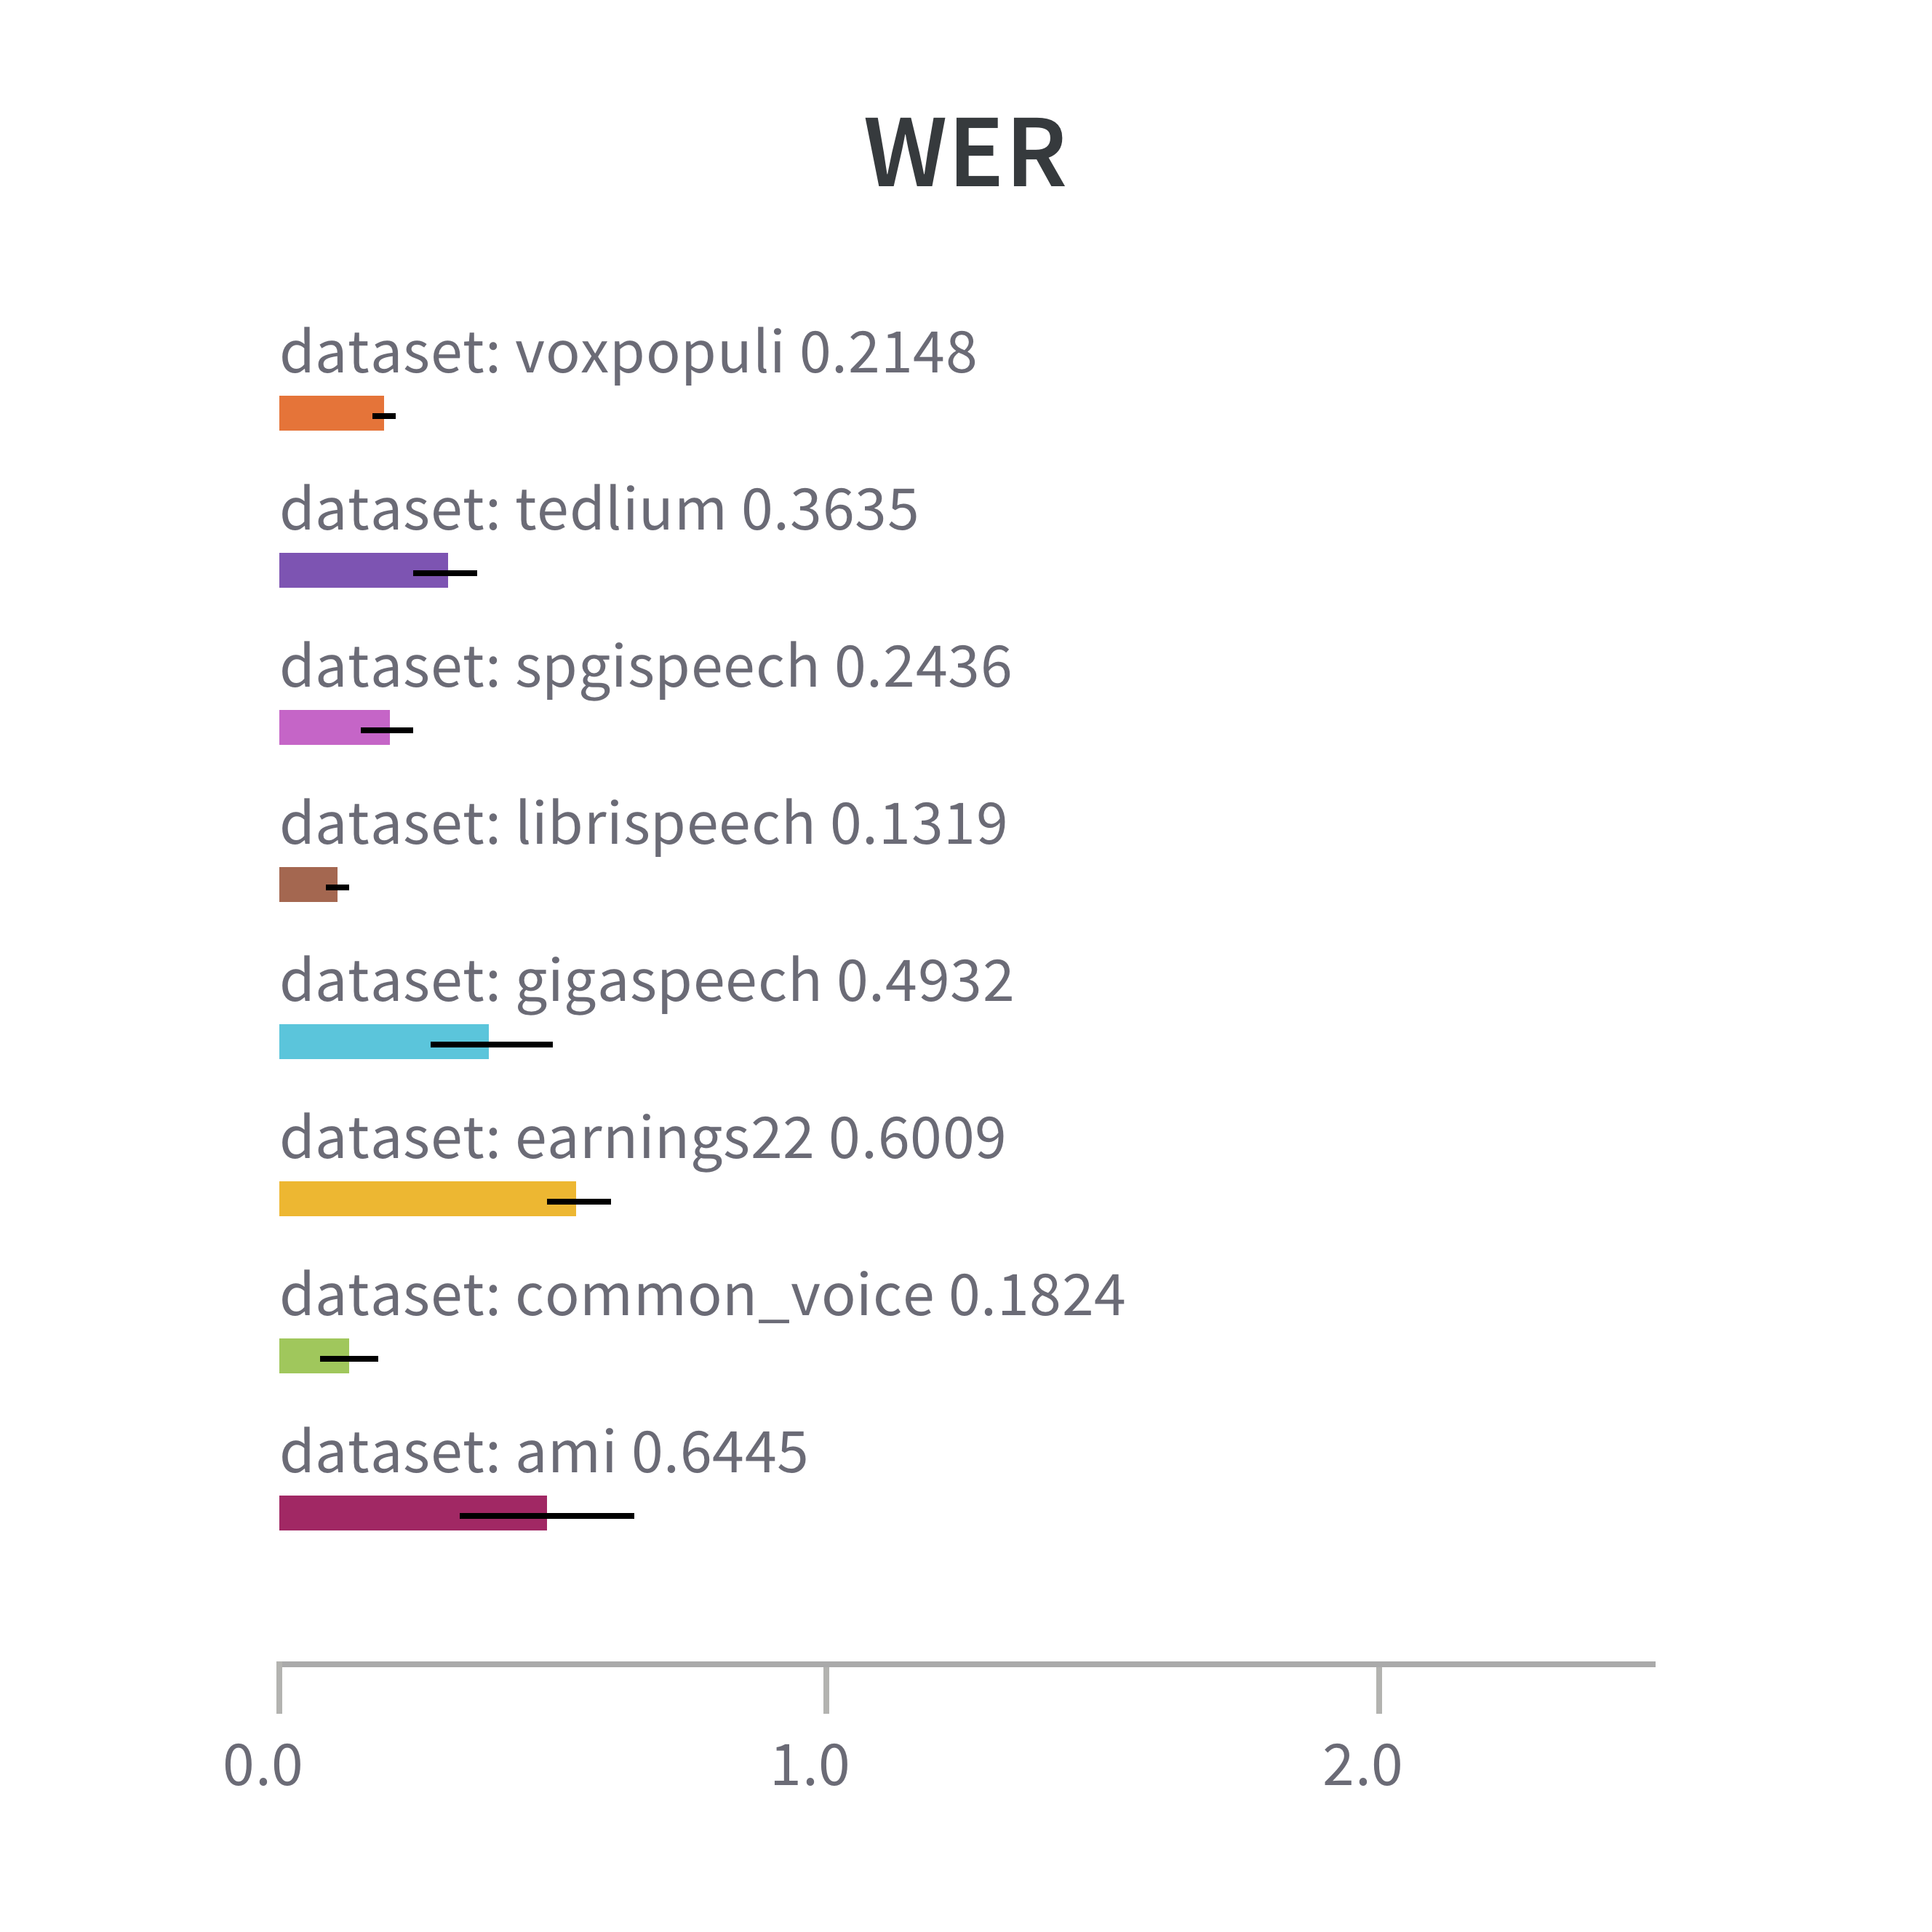 WER
dataset: voxpopuli 0.2148
dataset: tedlium 0.3635
dataset: spgispeech 0.2436
dataset: librispeech 0.1319
dataset: gigaspeech 0.4932
dataset: earnings22 0.6009
dataset: common_voice 0.1824
dataset: ami 0.6445
0.0 1.0 2.0